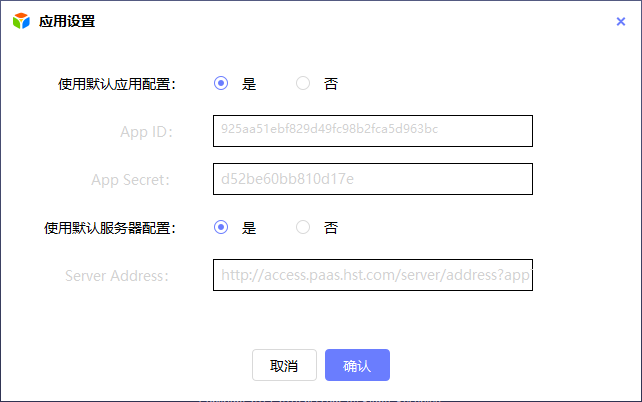 应用设置
使用默认应用配置： 是 否
App ID： 925aa51ebf829d49fc98b2fca5d963bc
App Secret： d52be60bb810d17e
使用默认服务器配置： 是 否
Server Address： http://access.paas.hst.com/server/address?app
取消 确认